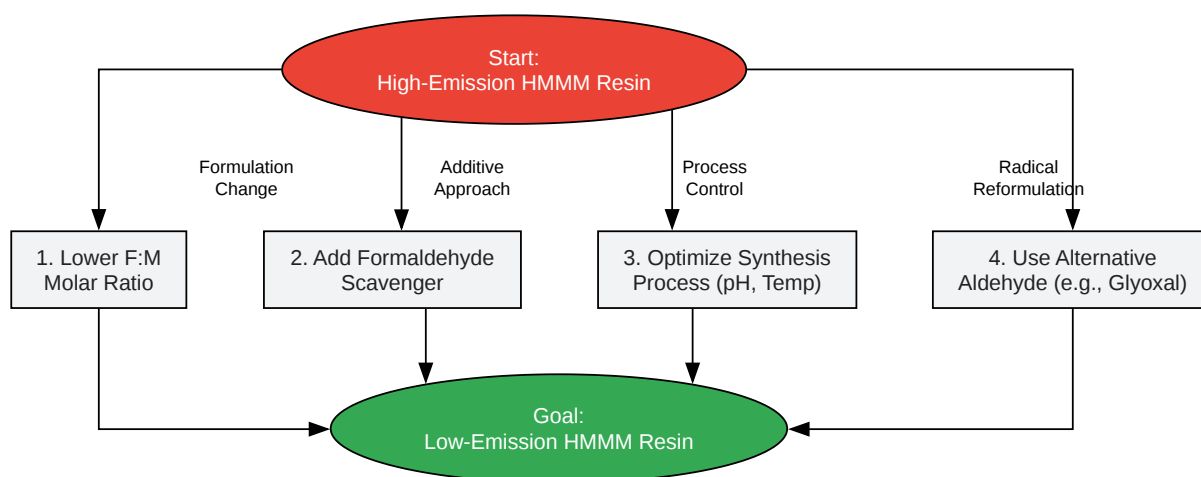 Start:
High-Emission HMMM Resin
Formulation
Change
Additive
Approach
Process
Control
Radical
Reformulation
1. Lower F:M
Molar Ratio
2. Add Formaldehyde
Scavenger
3. Optimize Synthesis
Process (pH, Temp)
4. Use Alternative
Aldehyde (e.g., Glyoxal)
Goal:
Low-Emission HMMM Resin